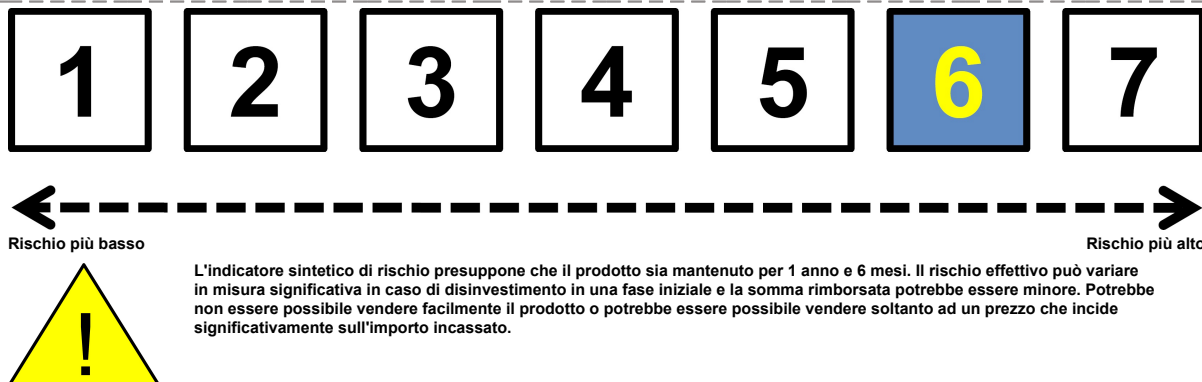 1 2 3 4 5 6 7
Rischio più basso Rischio più alto
L'indicatore sintetico di rischio presuppone che il prodotto sia mantenuto per 1 anno e 6 mesi. Il rischio effettivo può variare
in misura significativa in caso di disinvestimento in una fase iniziale e la somma rimborsata potrebbe essere minore. Potrebbe
non essere possibile vendere facilmente il prodotto o potrebbe essere possibile vendere soltanto ad un prezzo che incide
significativamente sull'importo incassato.
!